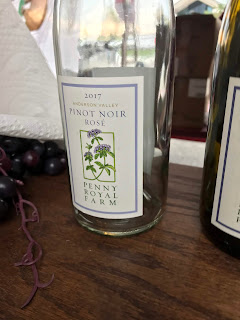 2017
ANDERSON VALLEY
PINOT NOIR
ROSÉ
PENNY
ROYAL
FARM